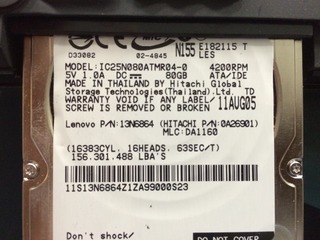 N155 E182115 T
D33082 02-4845 LES
MODEL: IC25N080ATMR04-0 4200RPM
5V 1.0A DC 80GB ATA/IDE
MADE IN THAILAND BY Hitachi Global
Storage Technologies(Thailand).Ltd. TD
WARRANTY VOID IF ANY LABEL/ 11AUG05
SCREW IS REMOVED OR BROKEN
Lenovo P/N:13N6864 (HITACHI P/N:0A26901)
MLC:DA1160
(16383CYL. 16HEADS. 63SEC/T)
156.301.488 LBA'S
11S13N6864Z1ZA99000S23
Don't shock/
DO NOT COVER